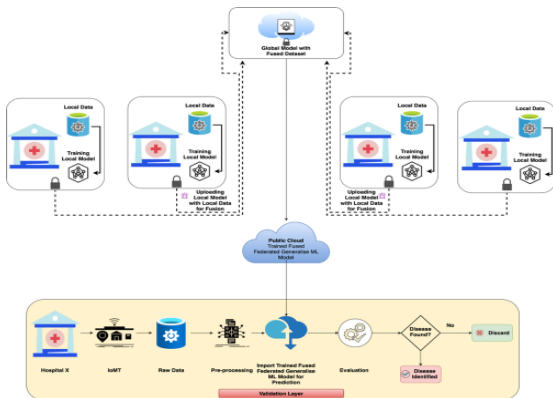 Global Model with
Fused Dataset
Local Data
Training
Local Model
Local Data
Training
Local Model
Local Data
Training
Local Model
Local Data
Training
Local Model
Uploading
Local Model
with Local Data
for Fusion
Uploading
Local Model
with Local Data
for Fusion
Public Cloud
Trained Fused
Federated Generalise ML
Model
Disease
Found?
No
Discard
Hospital X
IoMT
Raw Data
Pre-processing
Import Trained Fused
Federated Generalise
ML Model for
Prediction
Evaluation
Disease
Identified
Validation Layer